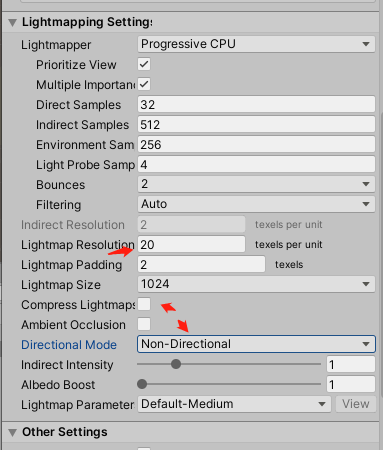 Lightmapping Settings
Lightmapper Progressive CPU
Prioritize View
Multiple Importan
Direct Samples 32
Indirect Samples 512
Environment Sam 256
Light Probe Samp 4
Bounces 2
Filtering Auto
Indirect Resolution 2 texels per unit
Lightmap Resolution 20 texels per unit
Lightmap Padding 2 texels
Lightmap Size 1024
Compress Lightmaps
Ambient Occlusion
Directional Mode Non-Directional
Indirect Intensity 1
Albedo Boost 1
Lightmap Parameter Default-Medium View
Other Settings